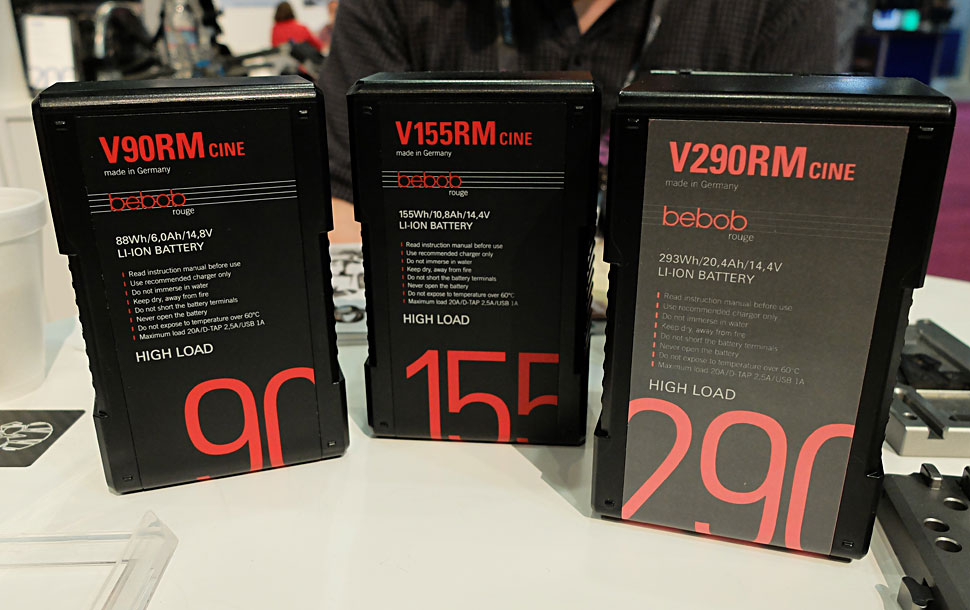 V90RM CINE
made in Germany
bebob
rouge
88Wh/6,0Ah/14,8V
LI-ION BATTERY
Read instruction manual before use
Use recommended charger only
Do not immerse in water
Keep dry, away from fire
Do not short the battery terminals
Never open the battery
Do not expose to temperature over 60°C
Maximum load 20A/D-TAP 2,5A/USB 1A
HIGH LOAD
90
V155RM CINE
made in Germany
bebob
rouge
155Wh/10,8Ah/14,4V
LI-ION BATTERY
Read instruction manual before use
Use recommended charger only
Do not immerse in water
Keep dry, away from fire
Do not short the battery terminals
Never open the battery
Do not expose to temperature over 60°C
Maximum load 20A/D-TAP 2,5A/USB 1A
HIGH LOAD
155
V290RM CINE
made in Germany
bebob
rouge
293Wh/20,4Ah/14,4V
LI-ION BATTERY
Read instruction manual before use
Use recommended charger only
Do not immerse in water
Keep dry, away from fire
Do not short the battery terminals
Never open the battery
Do not expose to temperature over 60°C
Maximum load 20A/D-TAP 2,5A/USB 1A
HIGH LOAD
290